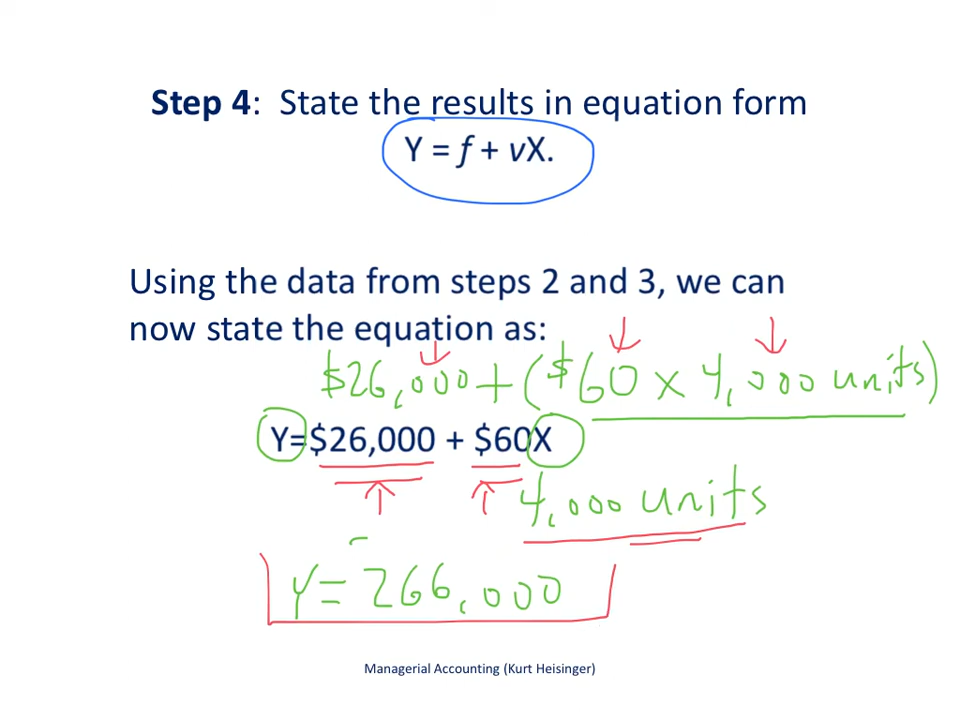 Step 4: State the results in equation form
Y = f + vX.
Using the data from steps 2 and 3, we can
now state the equation as:
$26,000 + ($60 x 4,000 units)
Y=$26,000 + $60X
4,000 units
Y = 266,000
Managerial Accounting (Kurt Heisinger)